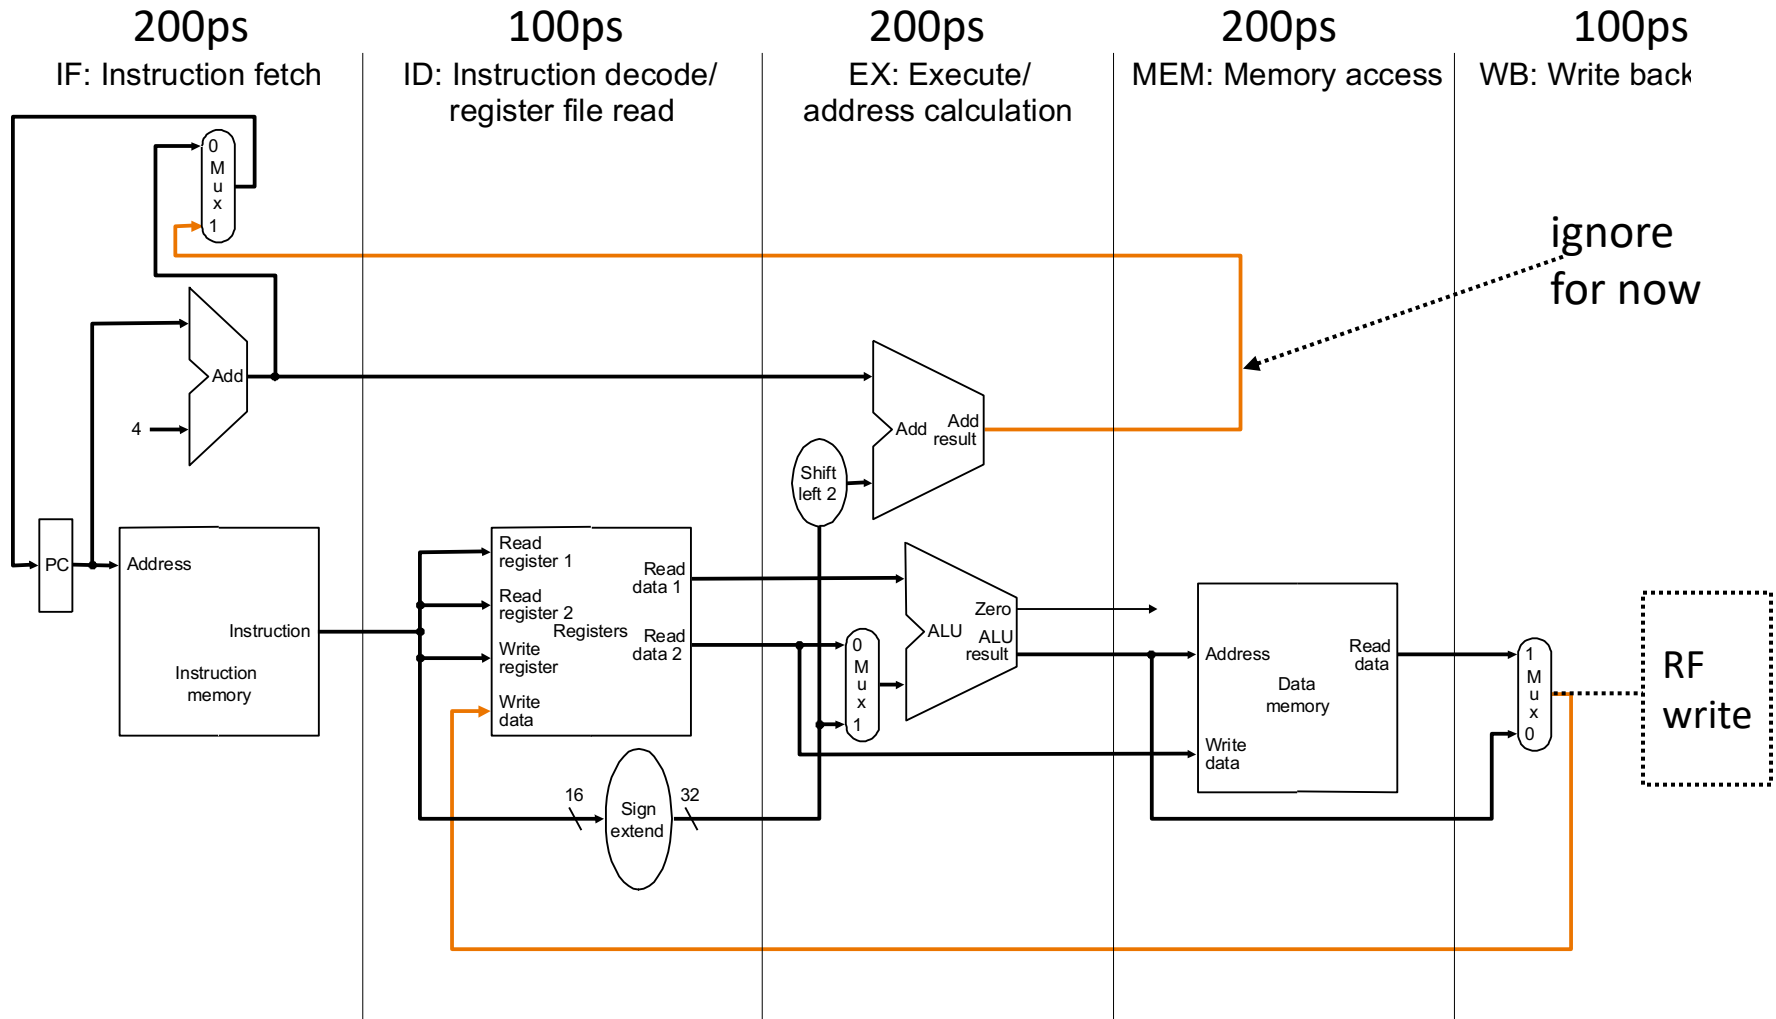 200ps
100ps
200ps
200ps
100ps
IF: Instruction fetch
ID: Instruction decode/
register file read
EX: Execute/
address calculation
MEM: Memory access
WB: Write back
0
M
u
x
1
ignore
for now
Add
4
Add
Add
result
Shift
left 2
PC
Address
Instruction
Instruction
memory
Read
register 1
Read
register 2
Write
register
Write
data
Registers
Read
data 1
Read
data 2
0
M
u
x
1
Zero
ALU
ALU
result
Address
Read
data
Data
memory
Write
data
1
M
u
x
0
RF
write
16
Sign
extend
32